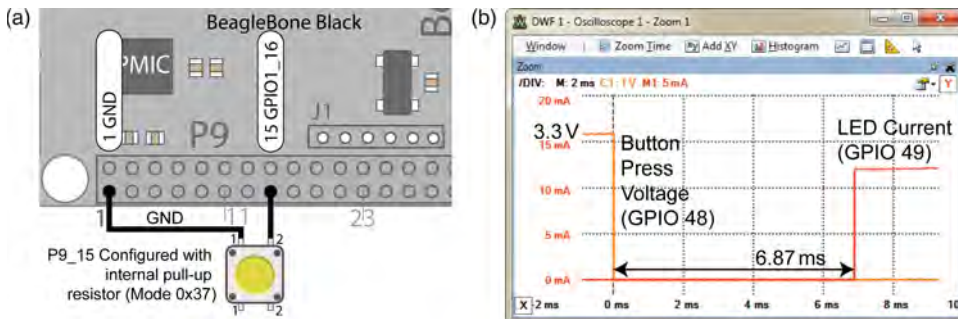 (a)
BeagleBone Black
1 GND
PMIC
15 GPIO1_16
J1
P9
1
11
23
GND
P9_15 Configured with
internal pull-up
resistor (Mode 0x37)
1
2
1
2
(b)
DWF 1 - Oscilloscope 1 - Zoom 1
Window
Zoom Time
Add XY
Histogram
Zoom
/DIV: M: 2 ms C1: 1 V M1: 5 mA
Y
20 mA
3.3 V
15 mA
10 mA
5 mA
0 mA
Button
Press
Voltage
(GPIO 48)
LED Current
(GPIO 49)
6.87 ms
X
-2 ms
0 ms
2 ms
4 ms
6 ms
8 ms
10